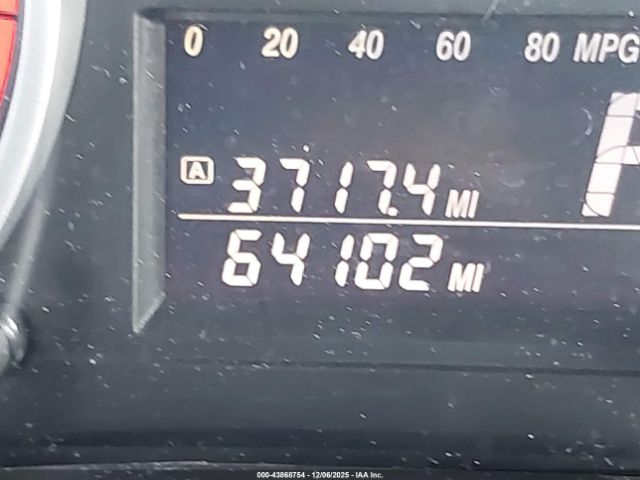 0 20 40 60 80 MPG
A 3717.4 MI
64102 MI
000-43868754 - 12/06/2025 - IAA Inc.